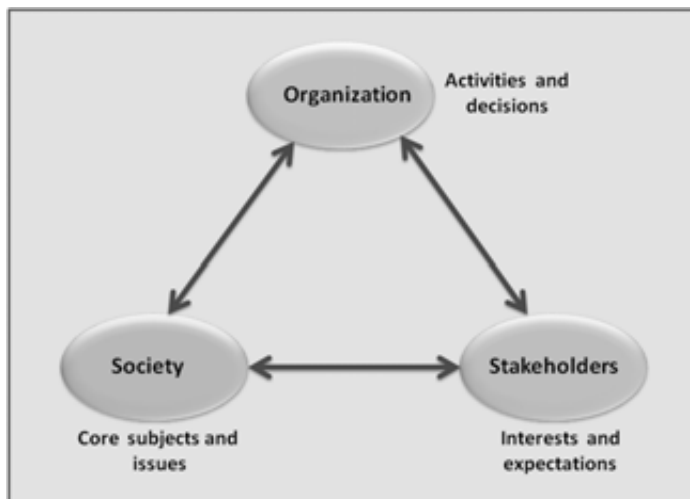 Organization
Activities and
decisions
Society
Stakeholders
Core subjects and
issues
Interests and
expectations